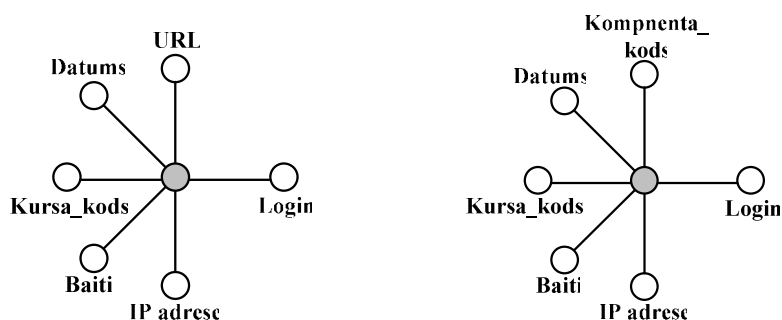 URL
Datums
Kursa_kods
Login
Baiti
IP adrese
Kompnenta_
kods
Datums
Kursa_kods
Login
Baiti
IP adrese